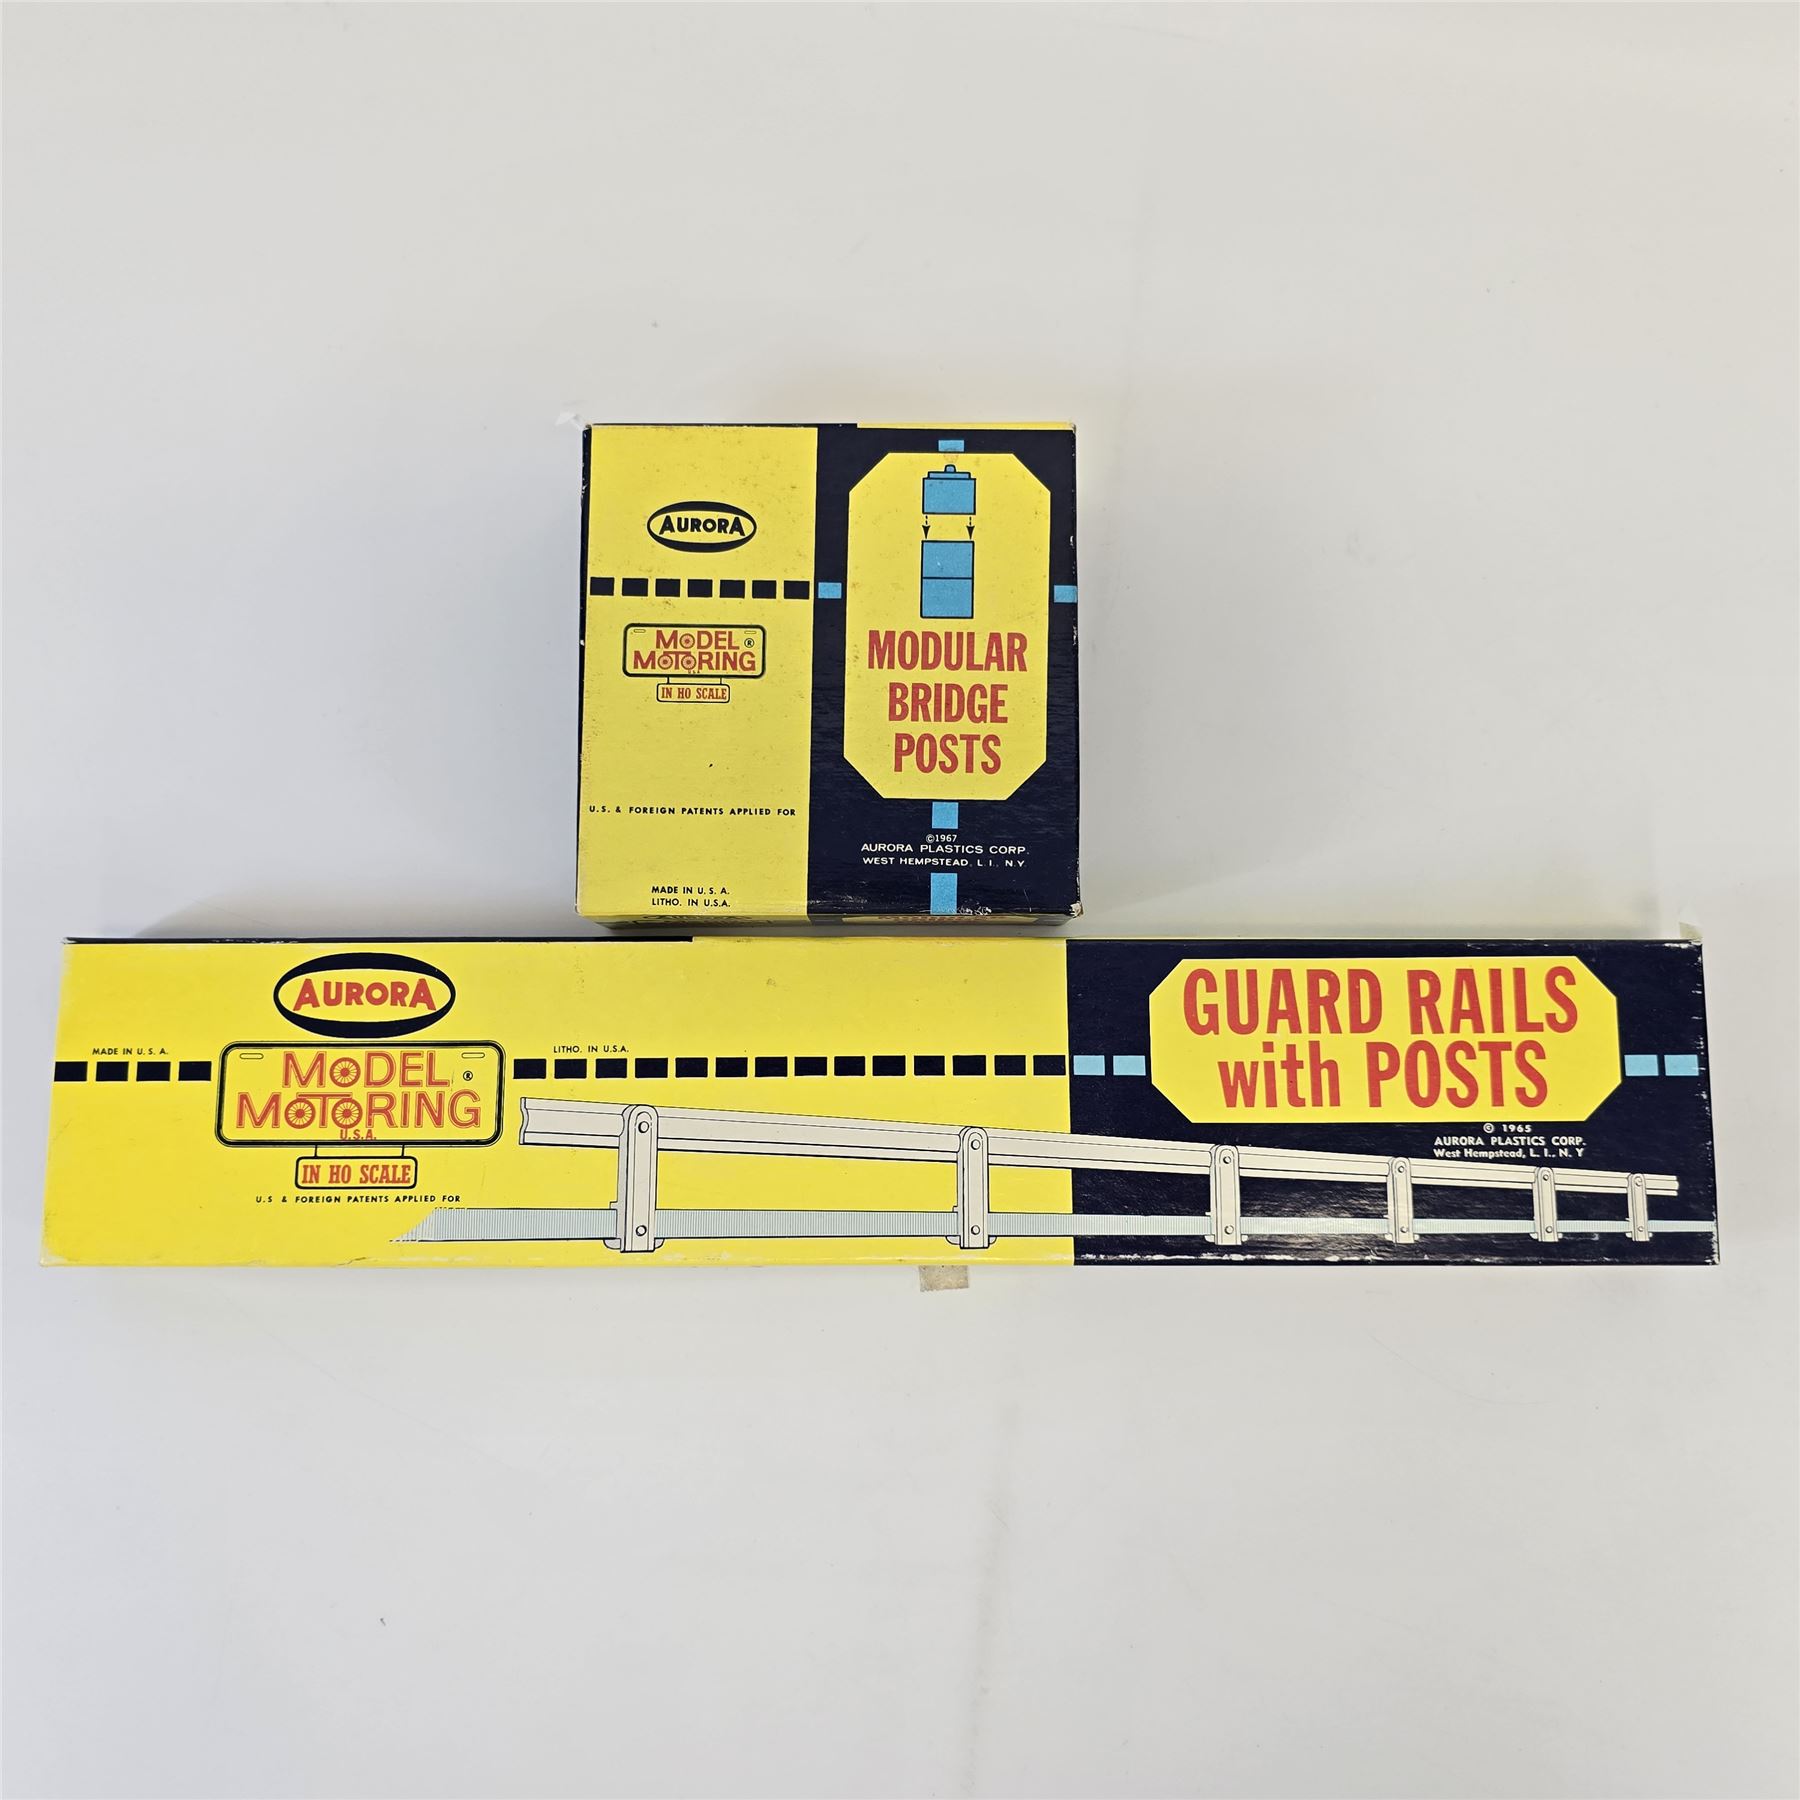 AURORA
MODEL ®
MOTORING
U.S.A.
IN HO SCALE
U.S. & FOREIGN PATENTS APPLIED FOR
MADE IN U. S. A.
LITHO. IN U.S.A.
MODULAR
BRIDGE
POSTS
©1967
AURORA PLASTICS CORP.
WEST HEMPSTEAD. L. I., N.Y.
AURORA
MADE IN U. S. A.
LITHO. IN U.S.A.
MODEL ®
MOTORING
U.S.A.
IN HO SCALE
U.S & FOREIGN PATENTS APPLIED FOR
GUARD RAILS
with POSTS
© 1965
AURORA PLASTICS CORP.
West Hempstead, L. I., N. Y